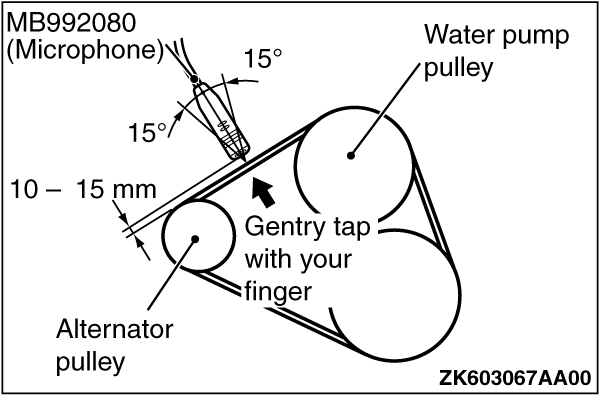 MB992080
(Microphone)
15°
15°
Water pump
pulley
10 – 15 mm
Gentry tap
with your
finger
Alternator
pulley
ZK603067AA00